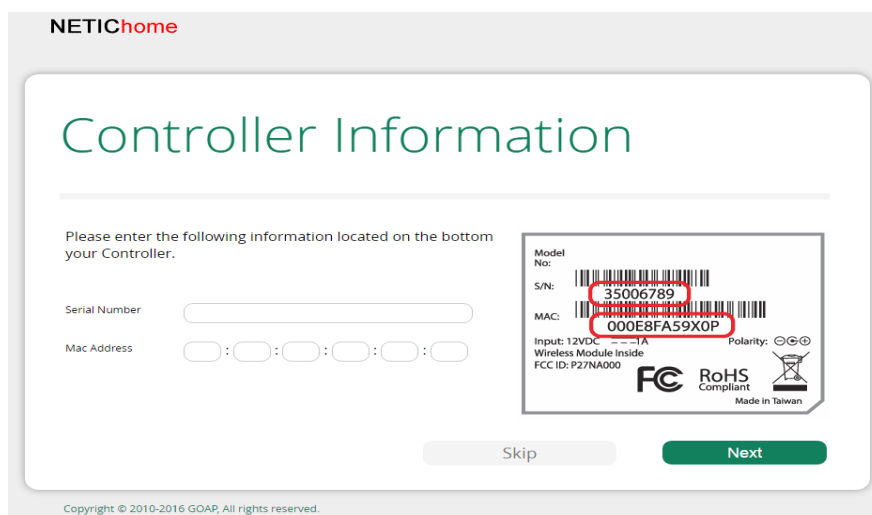 NETIChome
Controller Information
Please enter the following information located on the bottom
your Controller.
Serial Number
Mac Address
: : : : :
Model
No:
S/N:
35006789
MAC:
000E8FA59X0P
Input: 12VDC 1A
Polarity:
Wireless Module Inside
FCC ID: P27NA000
FC
RoHS
Compliant
Made in Taiwan
Skip
Next
Copyright © 2010-2016 GOAP, All rights reserved.